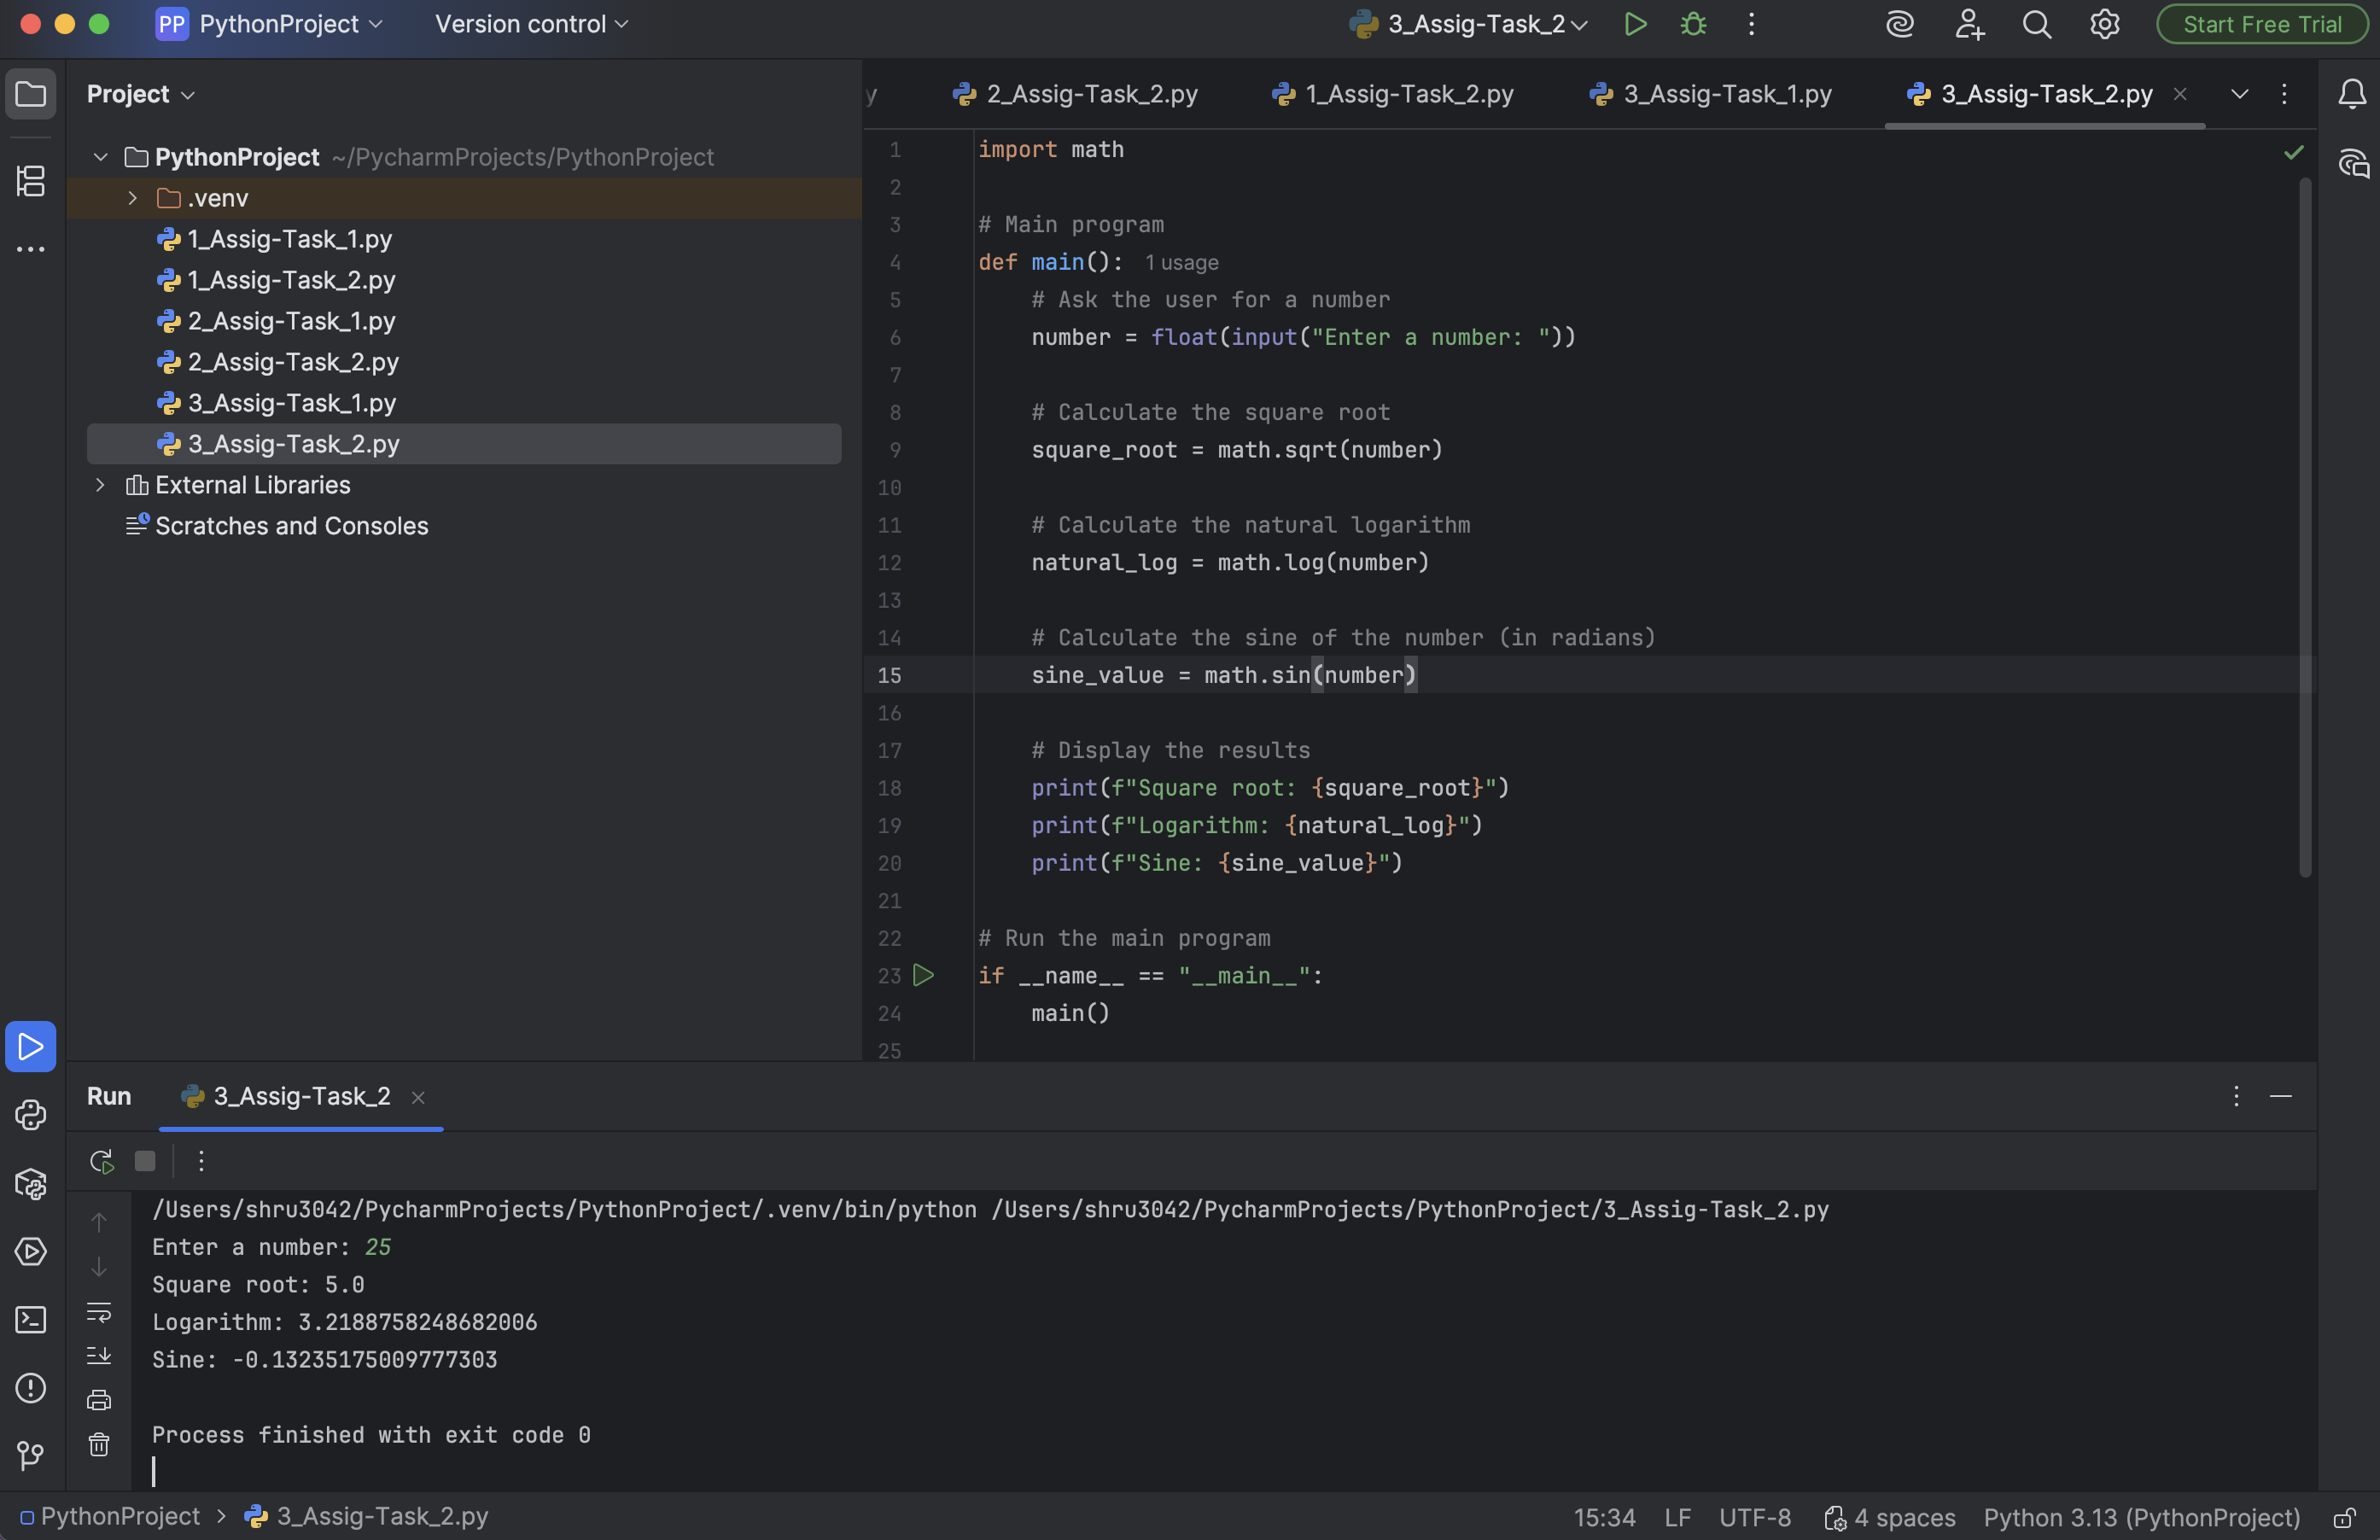 PP PythonProject Version control 3_Assig-Task_2 Start Free Trial
Project
y 2_Assig-Task_2.py 1_Assig-Task_2.py 3_Assig-Task_1.py 3_Assig-Task_2.py
PythonProject ~/PycharmProjects/PythonProject
.venv
1_Assig-Task_1.py
1_Assig-Task_2.py
2_Assig-Task_1.py
2_Assig-Task_2.py
3_Assig-Task_1.py
3_Assig-Task_2.py
External Libraries
Scratches and Consoles
1 import math
2
3 # Main program
4 def main(): 1 usage
5 # Ask the user for a number
6 number = float(input("Enter a number: "))
7
8 # Calculate the square root
9 square_root = math.sqrt(number)
10
11 # Calculate the natural logarithm
12 natural_log = math.log(number)
13
14 # Calculate the sine of the number (in radians)
15 sine_value = math.sin(number)
16
17 # Display the results
18 print(f"Square root: {square_root}")
19 print(f"Logarithm: {natural_log}")
20 print(f"Sine: {sine_value}")
21
22 # Run the main program
23 if __name__ == "__main__":
24 main()
25
Run 3_Assig-Task_2
/Users/shru3042/PycharmProjects/PythonProject/.venv/bin/python /Users/shru3042/PycharmProjects/PythonProject/3_Assig-Task_2.py
Enter a number: 25
Square root: 5.0
Logarithm: 3.2188758248682006
Sine: -0.13235175009777303
Process finished with exit code 0
PythonProject > 3_Assig-Task_2.py 15:34 LF UTF-8 4 spaces Python 3.13 (PythonProject)